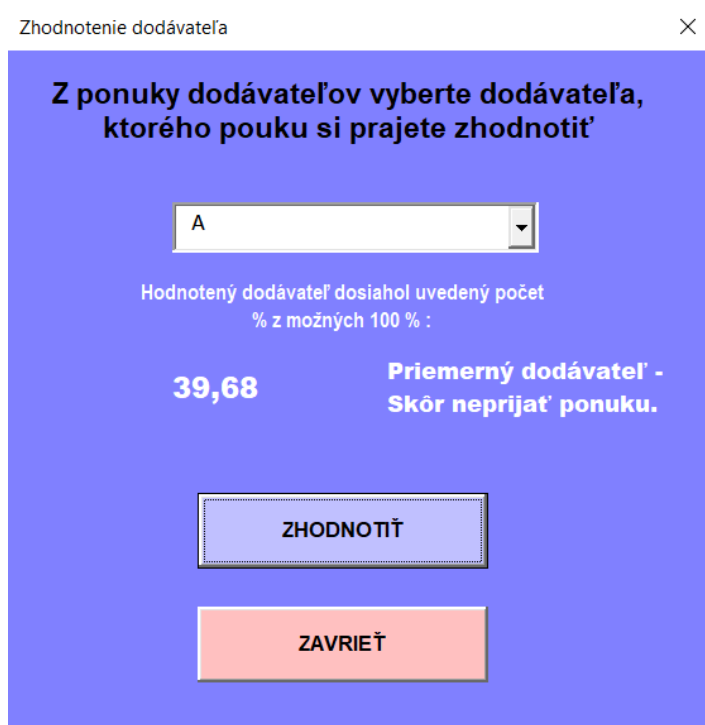 Zhodnotenie dodávateľa
Z ponuky dodávateľov vyberte dodávateľa,
ktorého pouku si prajete zhodnotiť
A
Hodnotený dodávateľ dosiahol uvedený počet
% z možných 100 % :
39,68
Priemerný dodávateľ -
Skôr neprijať ponuku.
ZHODNOTIŤ
ZAVRIEŤ